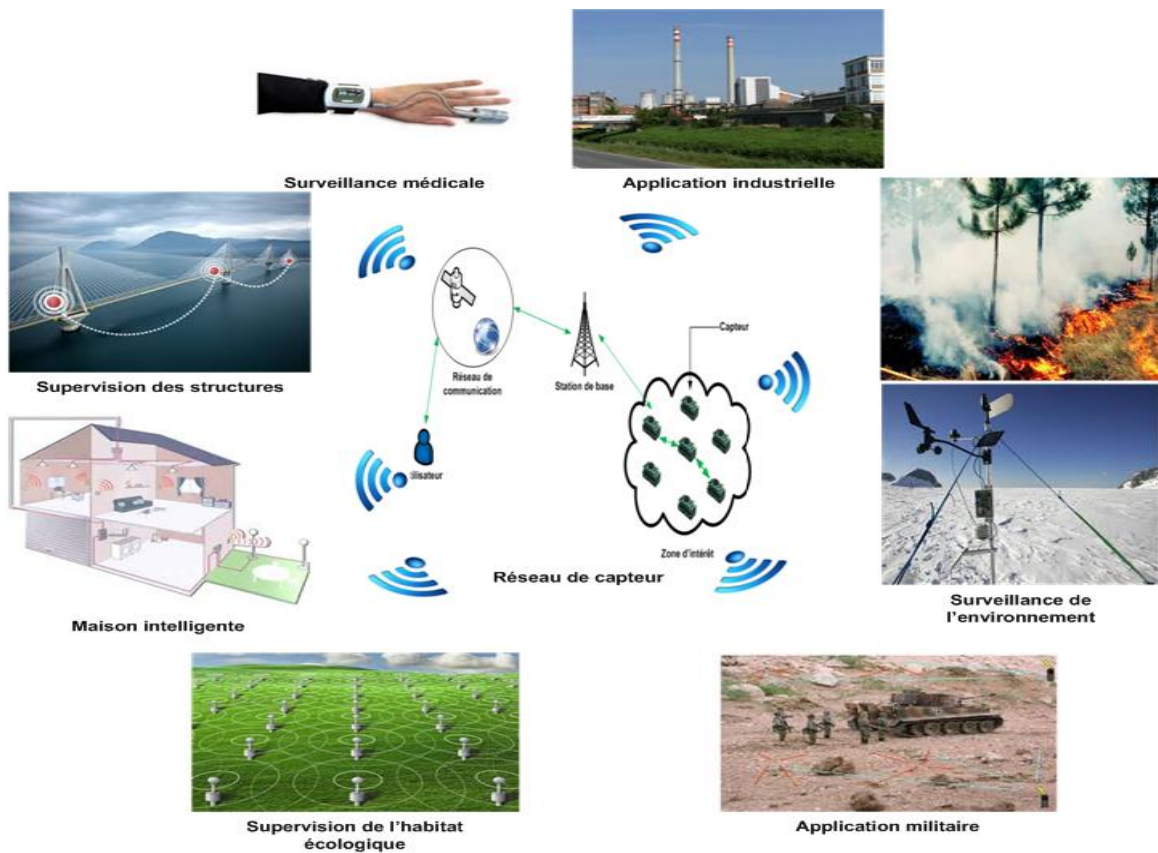 Surveillance médicale
Application industrielle
Capteur
Réseau de
communication
Station de base
Supervision des structures
ilisateur
Zone d'intérêt
Réseau de capteur
Surveillance de
l'environnement
Maison intelligente
Supervision de l'habitat
écologique
Application militaire